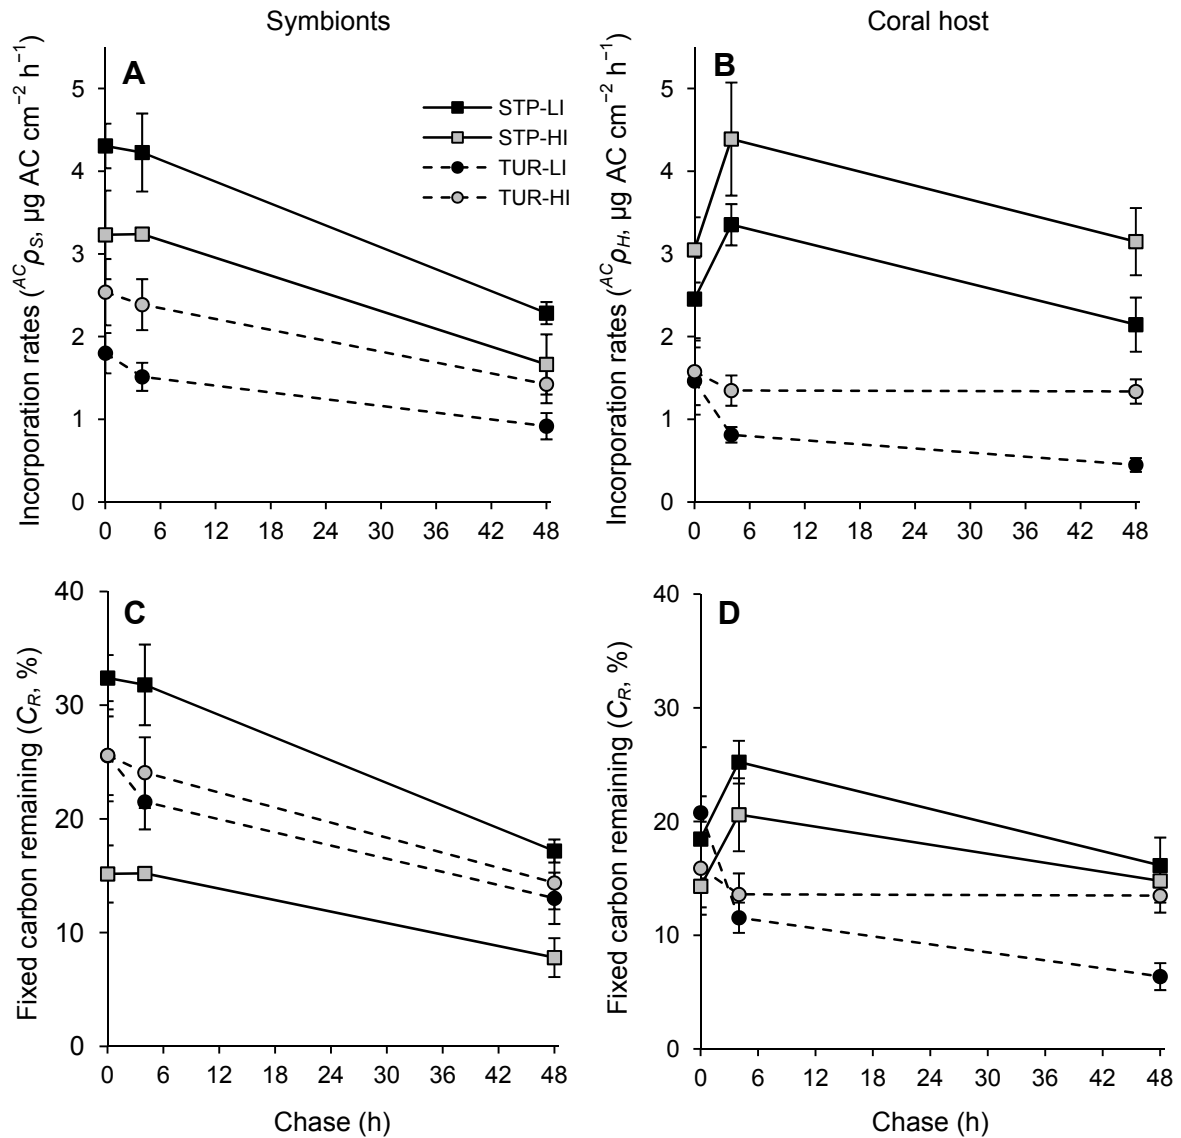 Symbionts
Coral host
Incorporation rates (ᴬᶜρ_S, µg AC cm⁻² h⁻¹)
A
5
4
3
2
1
0
STP-LI
STP-HI
TUR-LI
TUR-HI
0 6 12 18 24 30 36 42 48
Incorporation rates (ᴬᶜρ_H, µg AC cm⁻² h⁻¹)
B
5
4
3
2
1
0
0 6 12 18 24 30 36 42 48
Fixed carbon remaining (C_R, %)
C
40
30
20
10
0
0 6 12 18 24 30 36 42 48
Chase (h)
Fixed carbon remaining (C_R, %)
D
40
30
20
10
0
0 6 12 18 24 30 36 42 48
Chase (h)